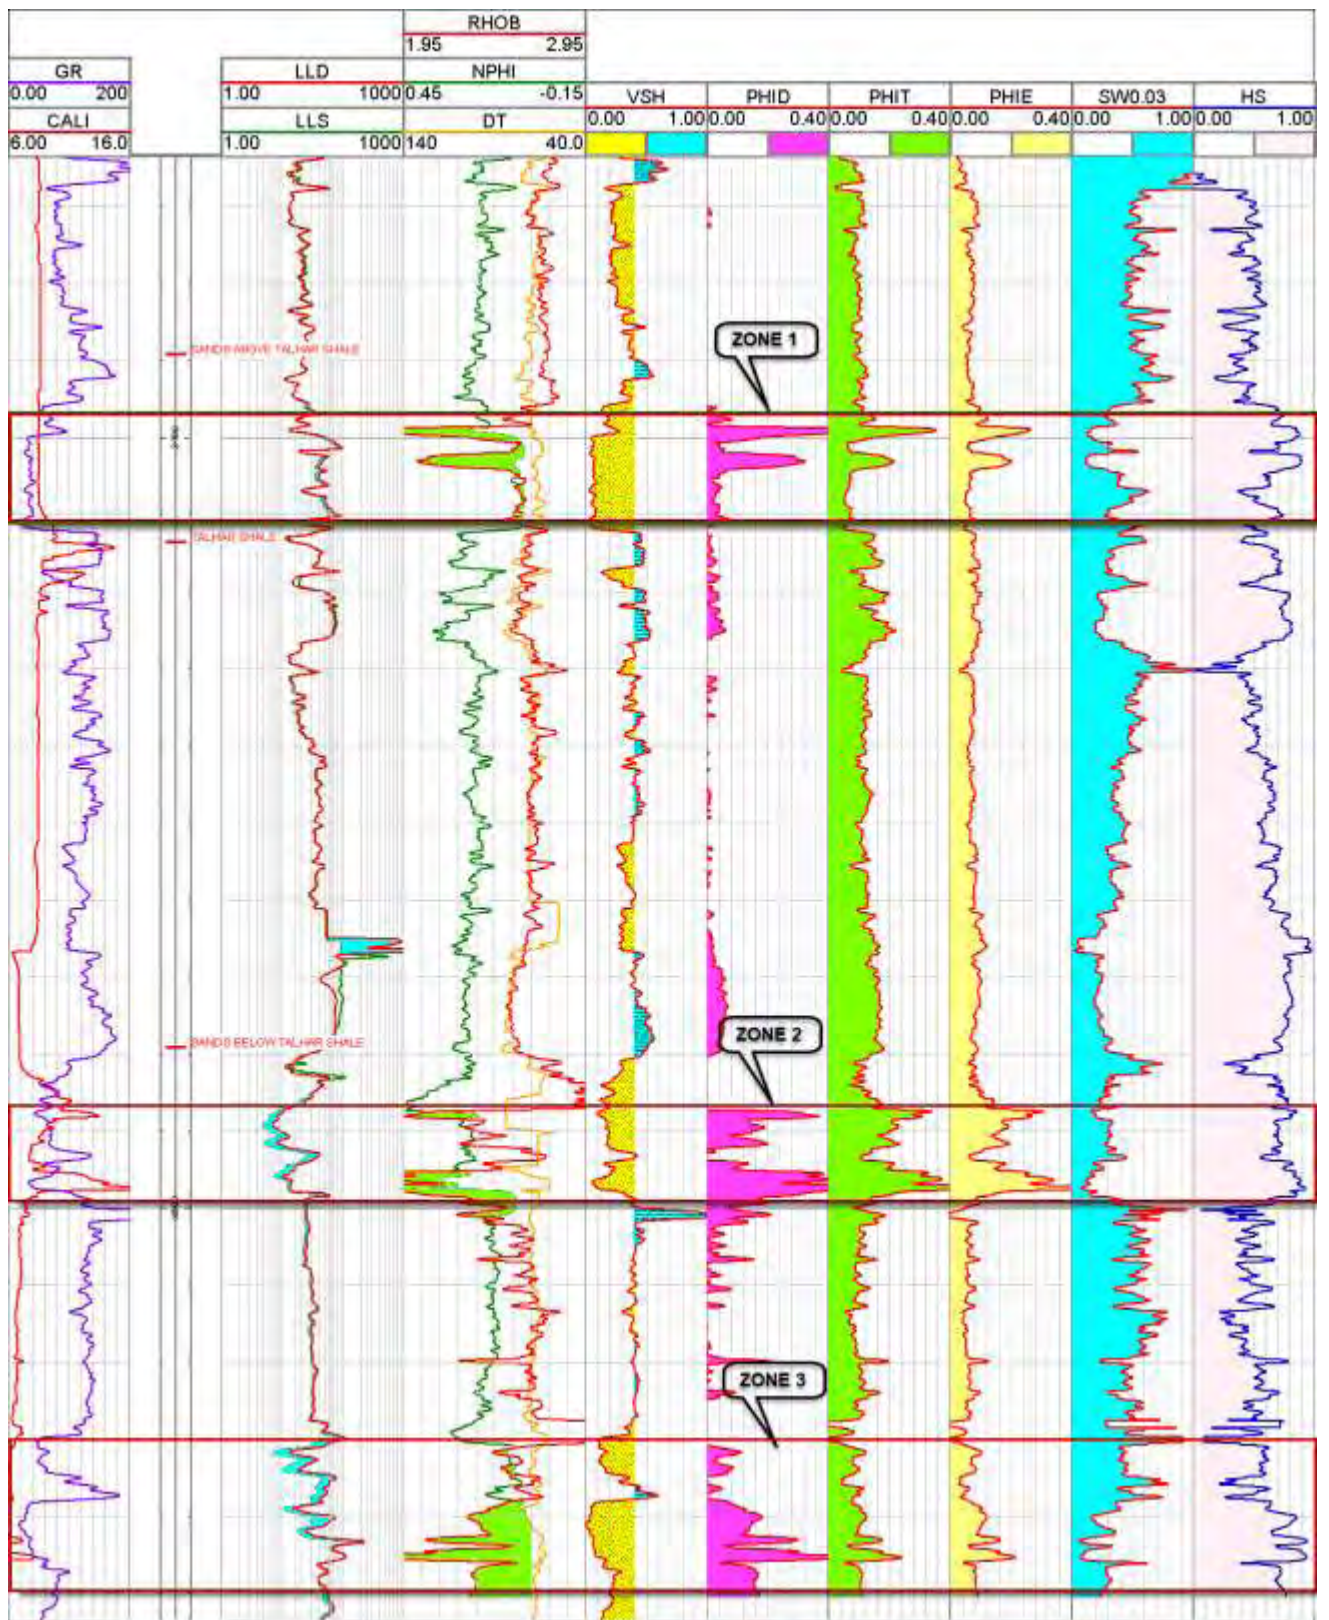 RHOB
1.95 2.95
GR LLD NPHI
0.00 200 1.00 1000 0.45 -0.15 VSH PHID PHIT PHIE SW0.03 HS
CALI LLS DT 0.00 1.00 0.00 0.40 0.00 0.40 0.00 0.40 0.00 1.00 0.00 1.00
6.00 16.0 1.00 1000 140 40.0
ZONE 1
SANDS ABOVE TALHAR SHALE
TALHAR SHALE
ZONE 2
SANDS BELOW TALHAR SHALE
ZONE 3